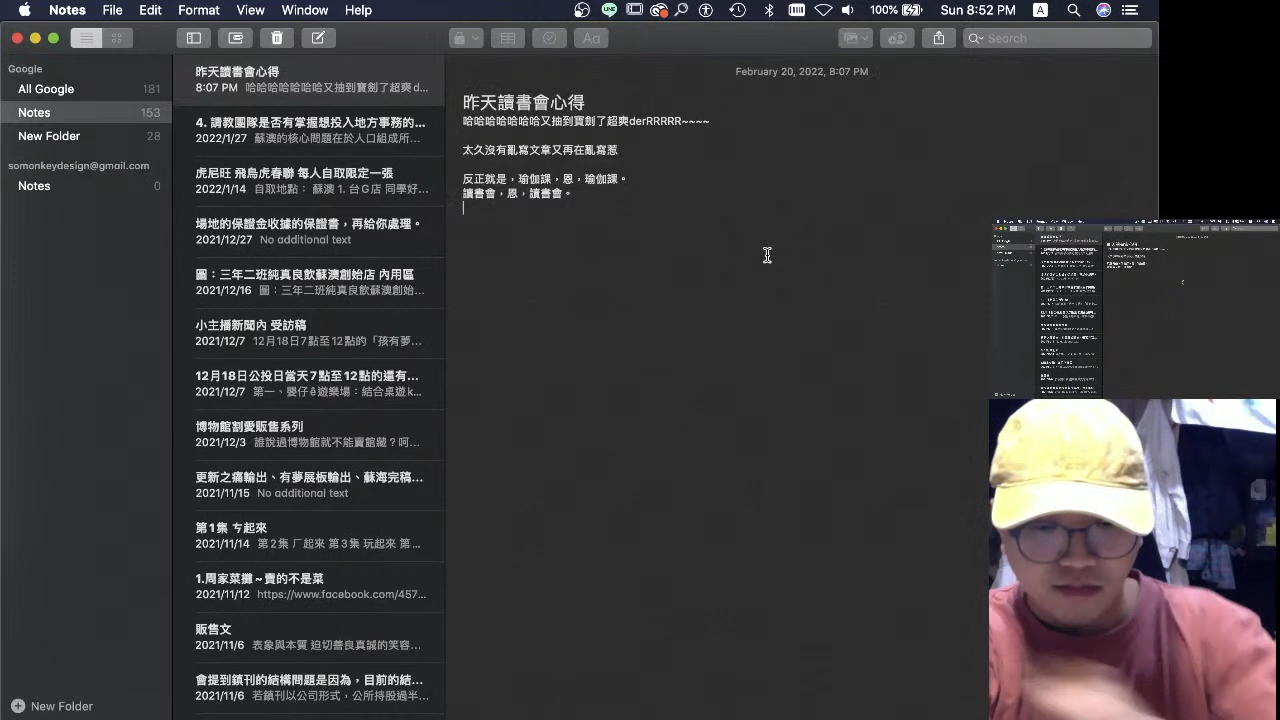 Notes File Edit Format View Window Help
LINE 100% Sun 8:52 PM A
Aa Search
Google
All Google 181
Notes 153
New Folder 28
somonkeydesign@gmail.com
Notes 0
New Folder
昨天讀書會心得
8:07 PM 哈哈哈哈哈哈哈又抽到寶劍了超爽d...
4. 請教團隊是否有掌握想投入地方事務的...
2022/1/27 蘇澳的核心問題在於人口組成所...
虎尼旺 飛鳥虎春聯 每人自取限定一張
2022/1/14 自取地點： 蘇澳 1. 台G店 同學好...
場地的保證金收據的保證書，再給你處理。
2021/12/27 No additional text
圖：三年二班純真良飲蘇澳創始店 內用區
2021/12/16 圖：三年二班純真良飲蘇澳創始...
小主播新聞內 受訪稿
2021/12/7 12月18日7點至12點的「孩有夢...
12月18日公投日當天7點至12點的還有...
2021/12/7 第一、嬰仔ê遊樂場：結合桌遊k...
博物館割愛販售系列
2021/12/3 誰說過博物館就不能賣館藏？呵...
更新之痛輸出、有夢展板輸出、蘇海完稿...
2021/11/15 No additional text
第1集 ㄘ起來
2021/11/14 第２集 ㄏ起來 第３集 玩起來 第...
1.周家菜攤~賣的不是菜
2021/11/12 https://www.facebook.com/457...
販售文
2021/11/6 表象與本質 迫切善良真誠的笑容...
會提到鎮刊的結構問題是因為，目前的結...
2021/11/6 若鎮刊以公司形式，公所持股過半...
February 20, 2022, 8:07 PM
昨天讀書會心得
哈哈哈哈哈哈哈又抽到寶劍了超爽derRRRRR~~~~
太久沒有亂寫文章又再在亂寫惹
反正就是，瑜伽課，恩，瑜伽課。
讀書會，恩，讀書會。